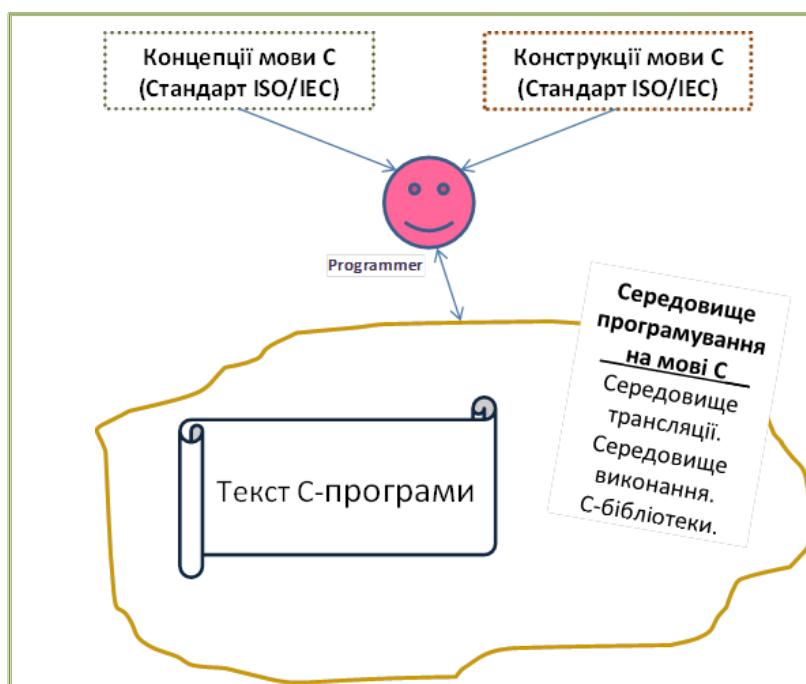 Концепції мови С
(Стандарт ISO/IEC)
Конструкції мови С
(Стандарт ISO/IEC)
Programmer
Середовище
програмування
на мові С
Середовище
трансляції.
Середовище
виконання.
С-бібліотеки.
Текст С-програми